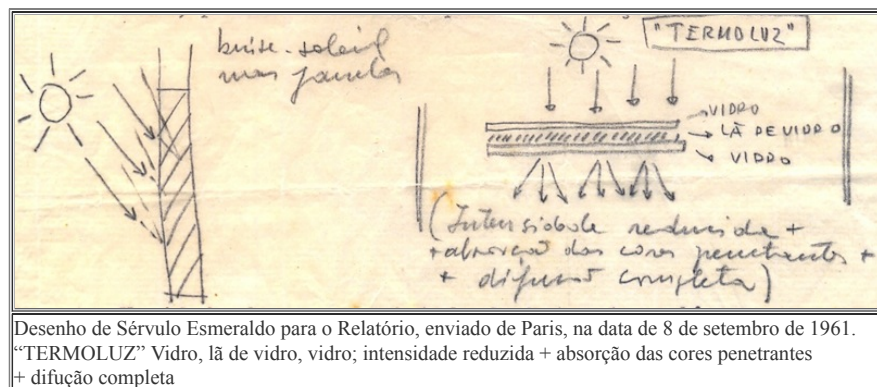 brise-soleil
nas janelas
"TERMOLUZ"
VIDRO
LÃ DE VIDRO
VIDRO
(Intensidade reduzida +
+ absorção das cores penetrantes +
+ difusão completa)
Desenho de Sérvulo Esmeraldo para o Relatório, enviado de Paris, na data de 8 de setembro de 1961.
“TERMOLUZ” Vidro, lã de vidro, vidro; intensidade reduzida + absorção das cores penetrantes
+ difução completa